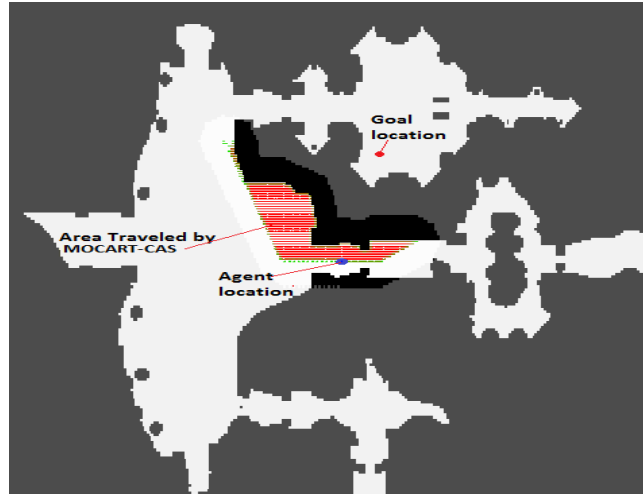 Goal
location
Area Traveled by
MOCART-CAS
Agent
location